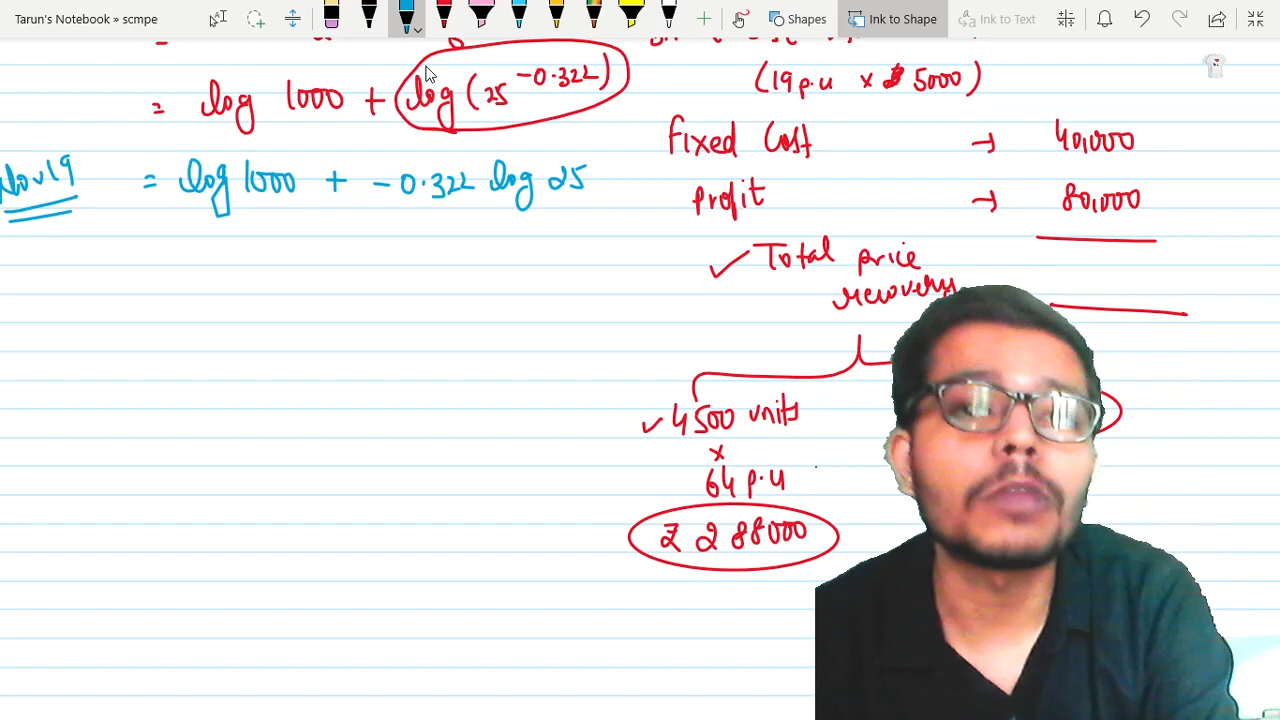 Tarun's Notebook » scmpe
Shapes
Ink to Shape
Ink to Text
= log 1000 + log (25 -0.322)
Nov 19
= log 1000 + -0.322 log 25
(19 p.u x 5000)
Fixed Cost → 40,000
Profit → 80,000
✓ Total price
recovery
✓ 4500 units
x
64 p.u
₹ 288000